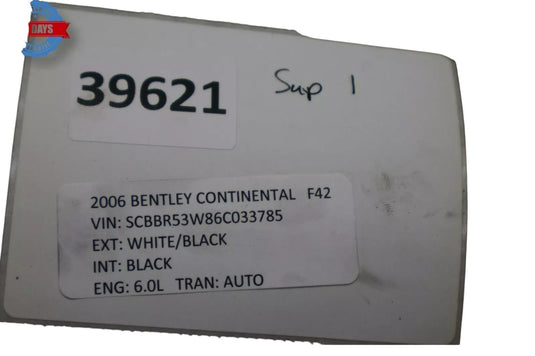 DAYS
39621
Sup 1
2006 BENTLEY CONTINENTAL F42
VIN: SCBBR53W86C033785
EXT: WHITE/BLACK
INT: BLACK
ENG: 6.0L TRAN: AUTO